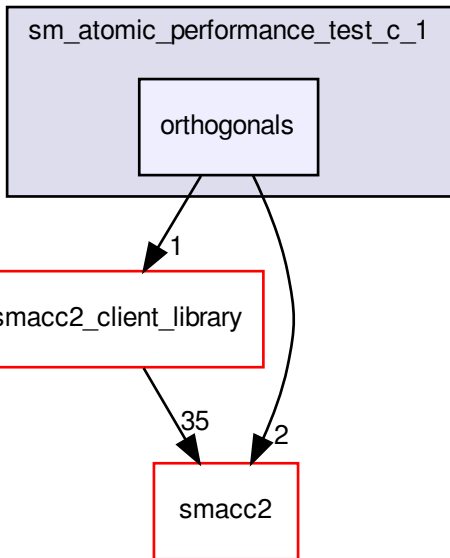 sm_atomic_performance_test_c_1
orthogonals
1
smacc2_client_library
35
2
smacc2